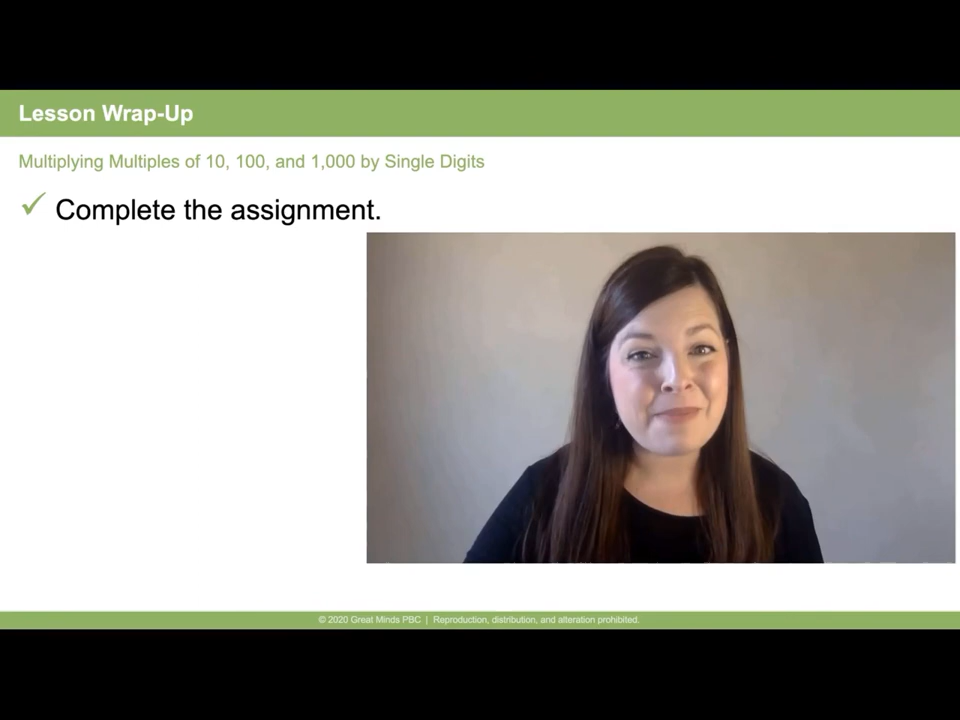 Lesson Wrap-Up
Multiplying Multiples of 10, 100, and 1,000 by Single Digits
✓ Complete the assignment.
© 2020 Great Minds PBC | Reproduction, distribution, and alteration prohibited.